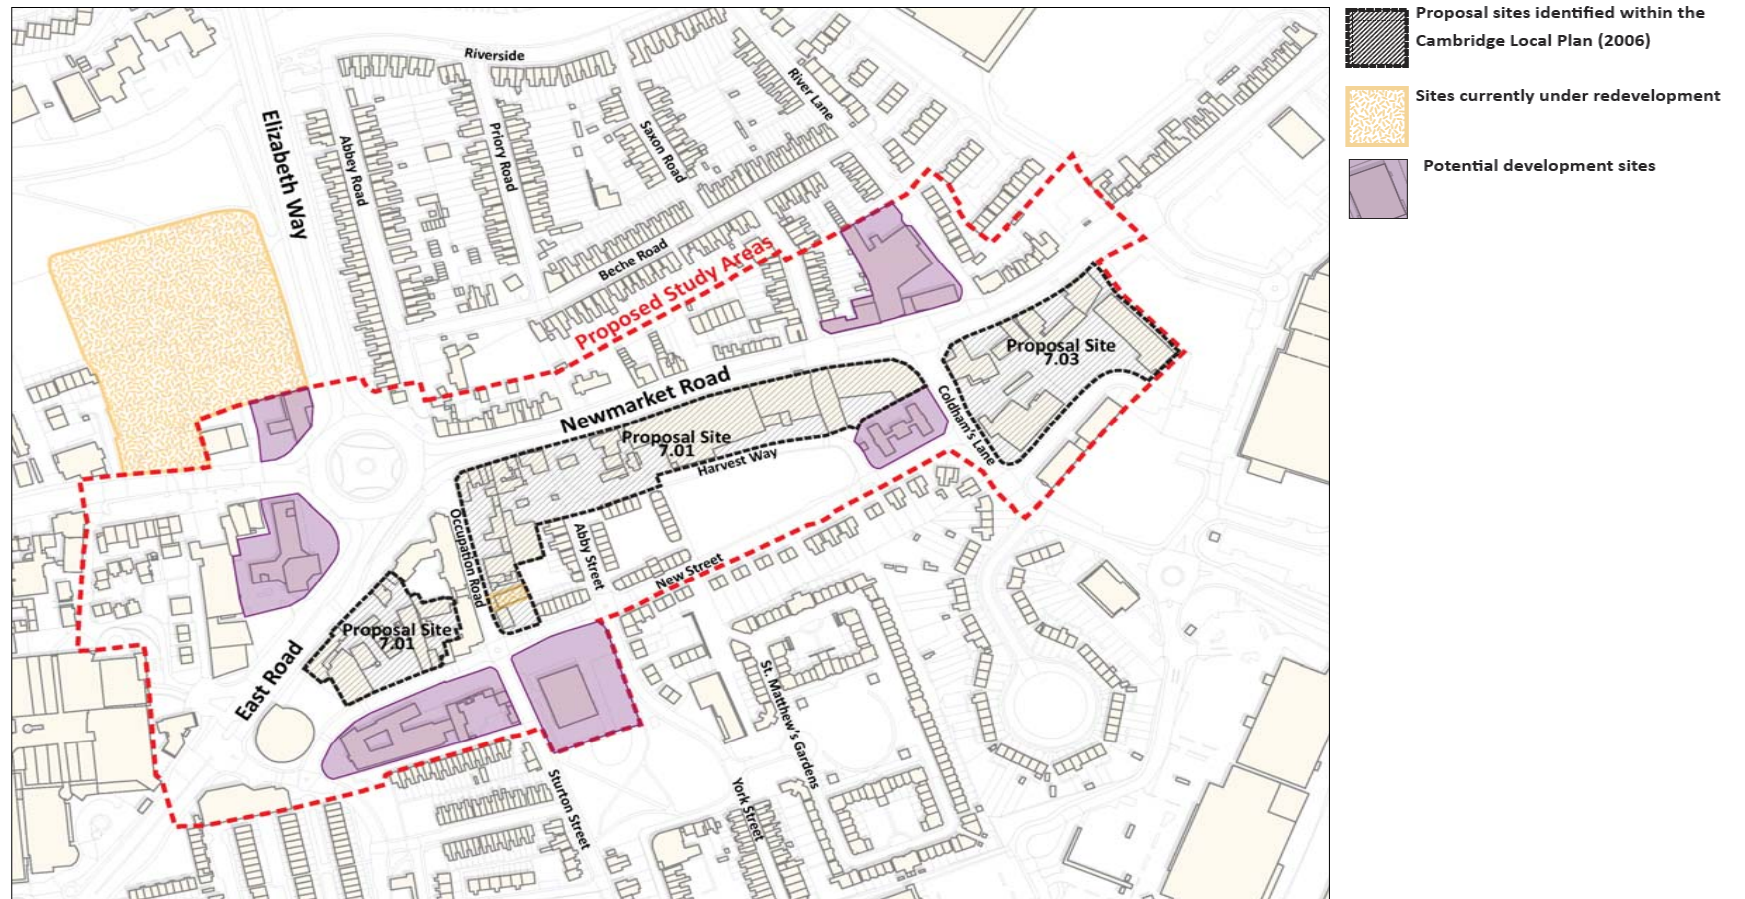 Proposal sites identified within the
Cambridge Local Plan (2006)
Sites currently under redevelopment
Potential development sites
Riverside
River Lane
Elizabeth Way
Abbey Road
Priory Road
Saxon Road
Beche Road
Proposed Study Areas
Newmarket Road
Proposal Site
7.03
Proposal Site
7.01
Harvest Way
Coldham's Lane
Occupation Road
Abby Street
New Street
Proposal Site
7.01
East Road
St. Matthew's Gardens
Sturton Street
York Street